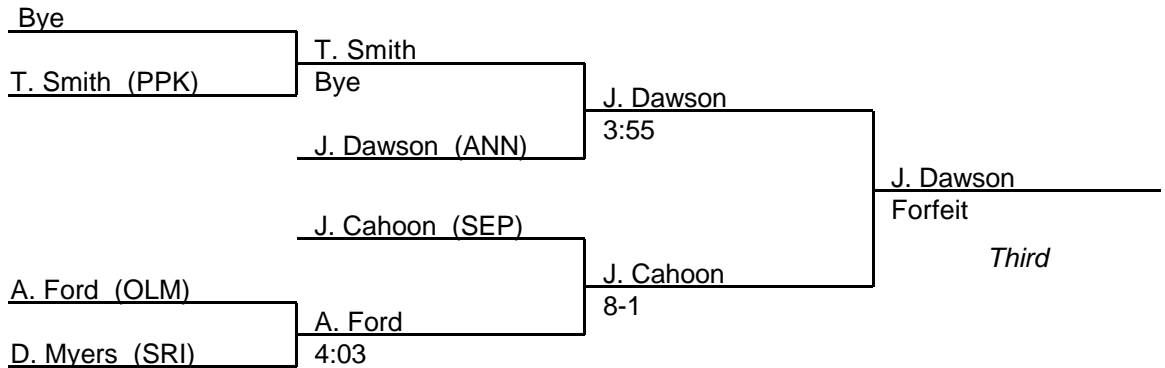 Bye
T. Smith (PPK)
T. Smith
Bye
J. Dawson (ANN)
J. Dawson
3:55
J. Cahoon (SEP)
A. Ford (OLM)
D. Myers (SRI)
A. Ford
4:03
J. Cahoon
8-1
J. Dawson
Forfeit
Third